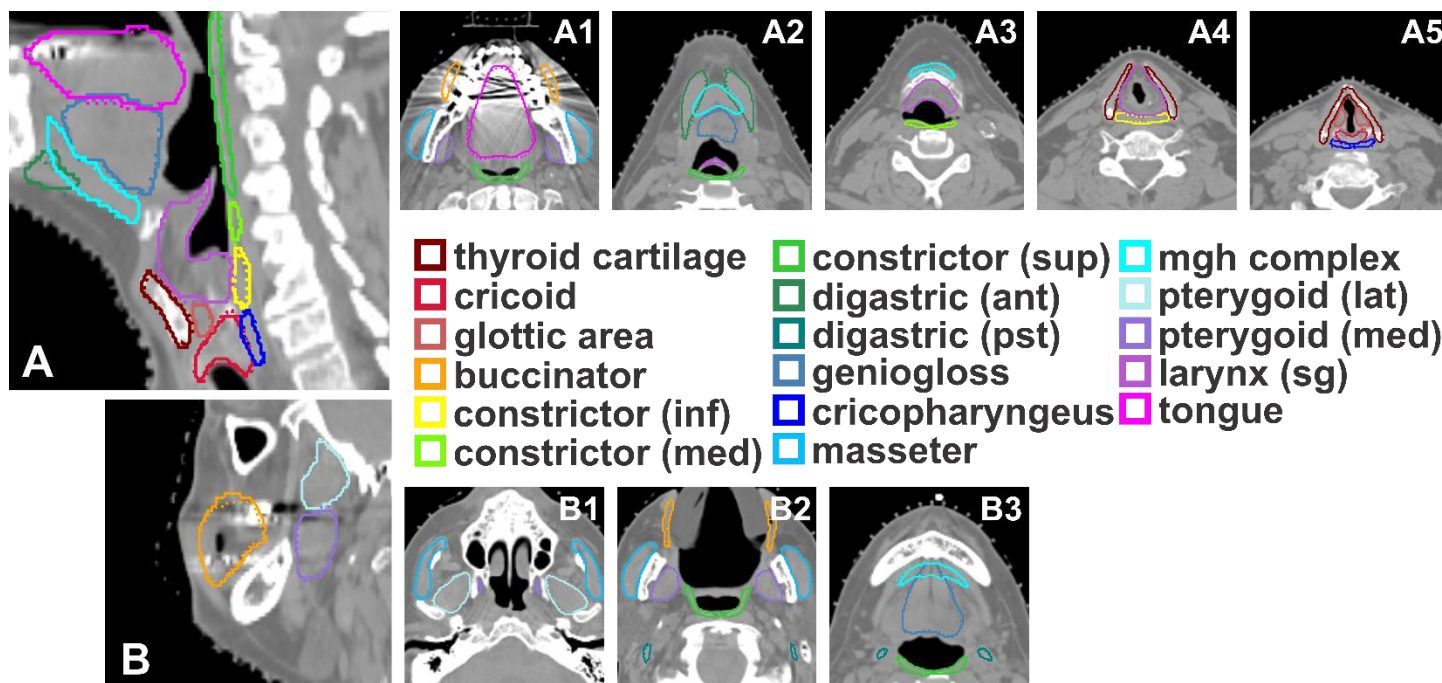 A
A1
A2
A3
A4
A5
thyroid cartilage
cricoid
glottic area
buccinator
constrictor (inf)
constrictor (med)
constrictor (sup)
digastric (ant)
digastric (pst)
geniogloss
cricopharyngeus
masseter
mgh complex
pterygoid (lat)
pterygoid (med)
larynx (sg)
tongue
B
B1
B2
B3